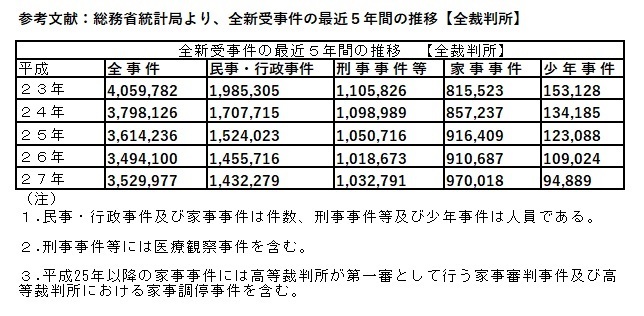 参考文献：総務省統計局より、全新受事件の最近５年間の推移【全裁判所】
全新受事件の最近５年間の推移　【全裁判所】
平成 全事件 民事・行政事件 刑事事件等 家事事件 少年事件
２３年 4,059,782 1,985,305 1,105,826 815,523 153,128
２４年 3,798,126 1,707,715 1,098,989 857,237 134,185
２５年 3,614,236 1,524,023 1,050,716 916,409 123,088
２６年 3,494,100 1,455,716 1,018,673 910,687 109,024
２７年 3,529,977 1,432,279 1,032,791 970,018 94,889
（注）
１.民事・行政事件及び家事事件は件数、刑事事件等及び少年事件は人員である。
２.刑事事件等には医療観察事件を含む。
３.平成25年以降の家事事件には高等裁判所が第一審として行う家事審判事件及び高
等裁判所における家事調停事件を含む。